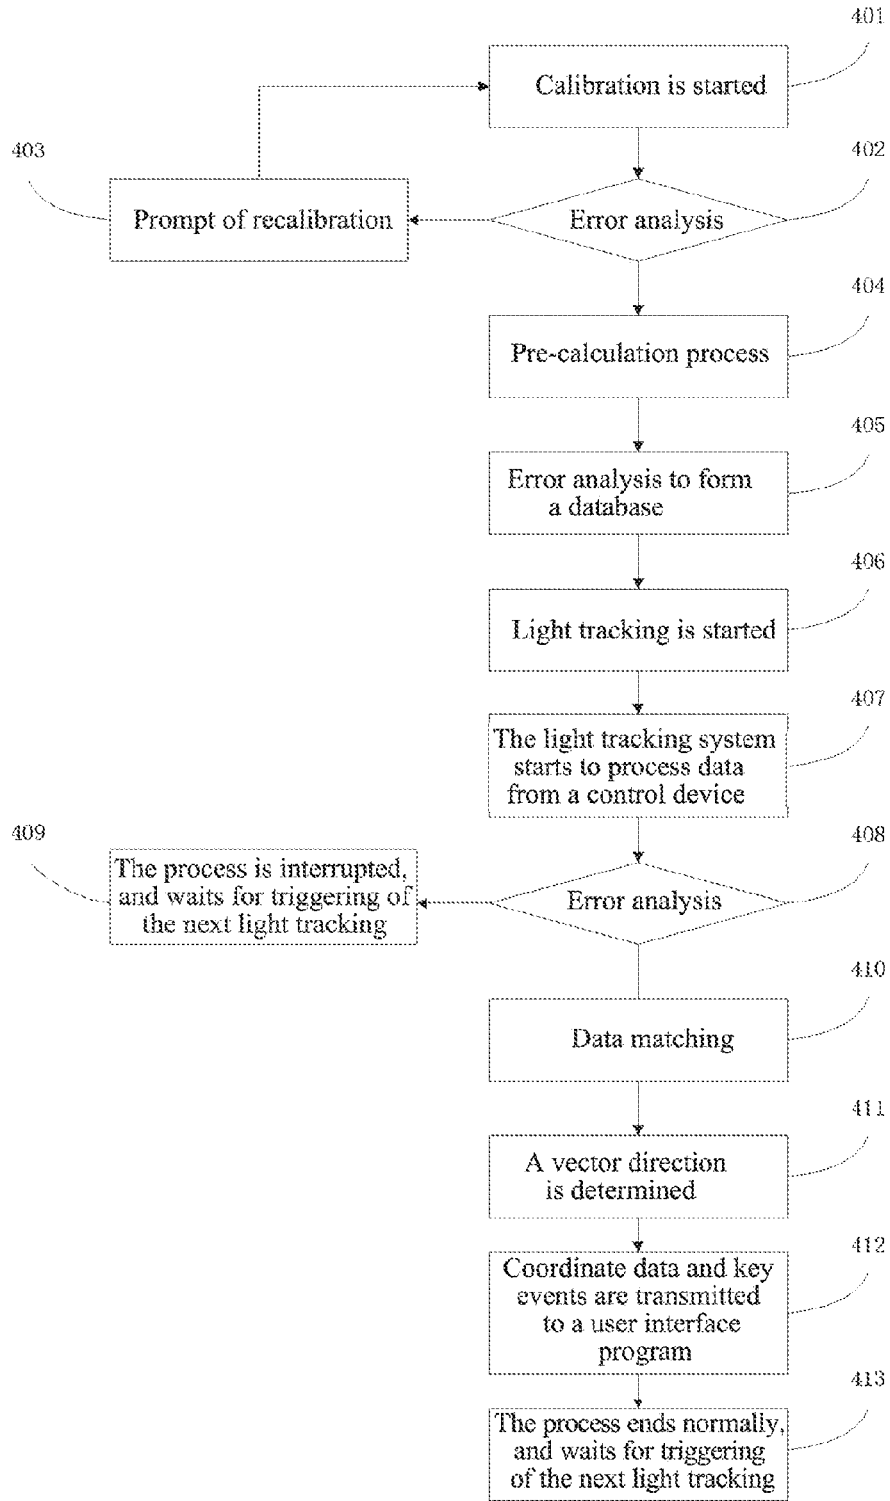 401
Calibration is started
403
402
Prompt of recalibration
Error analysis
404
Pre-calculation process
405
Error analysis to form
a database
406
Light tracking is started
407
The light tracking system
starts to process data
from a control device
409
408
The process is interrupted,
and waits for triggering of
the next light tracking
Error analysis
410
Data matching
411
A vector direction
is determined
412
Coordinate data and key
events are transmitted
to a user interface
program
413
The process ends normally,
and waits for triggering
of the next light tracking